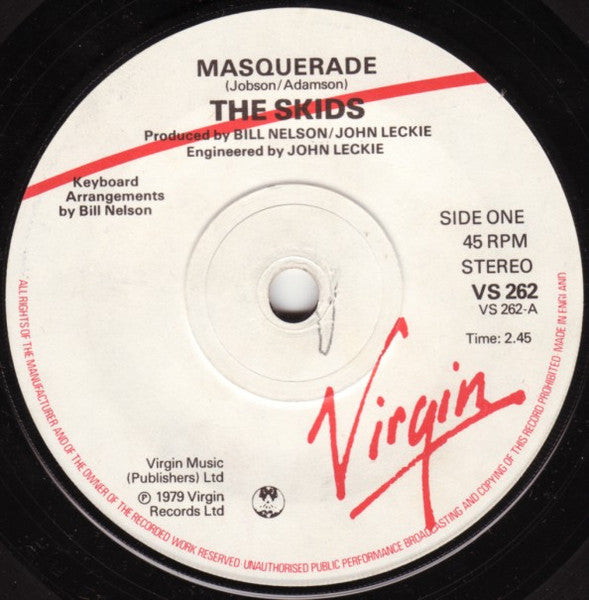 MASQUERADE
(Jobson/Adamson)
THE SKIDS
Produced by BILL NELSON/JOHN LECKIE
Engineered by JOHN LECKIE
Keyboard
Arrangements
by Bill Nelson
SIDE ONE
45 RPM
STEREO
VS 262
VS 262-A
Time: 2.45
Virgin
Virgin Music
(Publishers) Ltd
℗ 1979 Virgin
Records Ltd
ALL RIGHTS OF THE MANUFACTURER AND OF THE OWNER OF THE RECORDED WORK RESERVED UNAUTHORISED PUBLIC PERFORMANCE BROADCASTING AND COPYING OF THIS RECORD PROHIBITED MADE IN ENGLAND